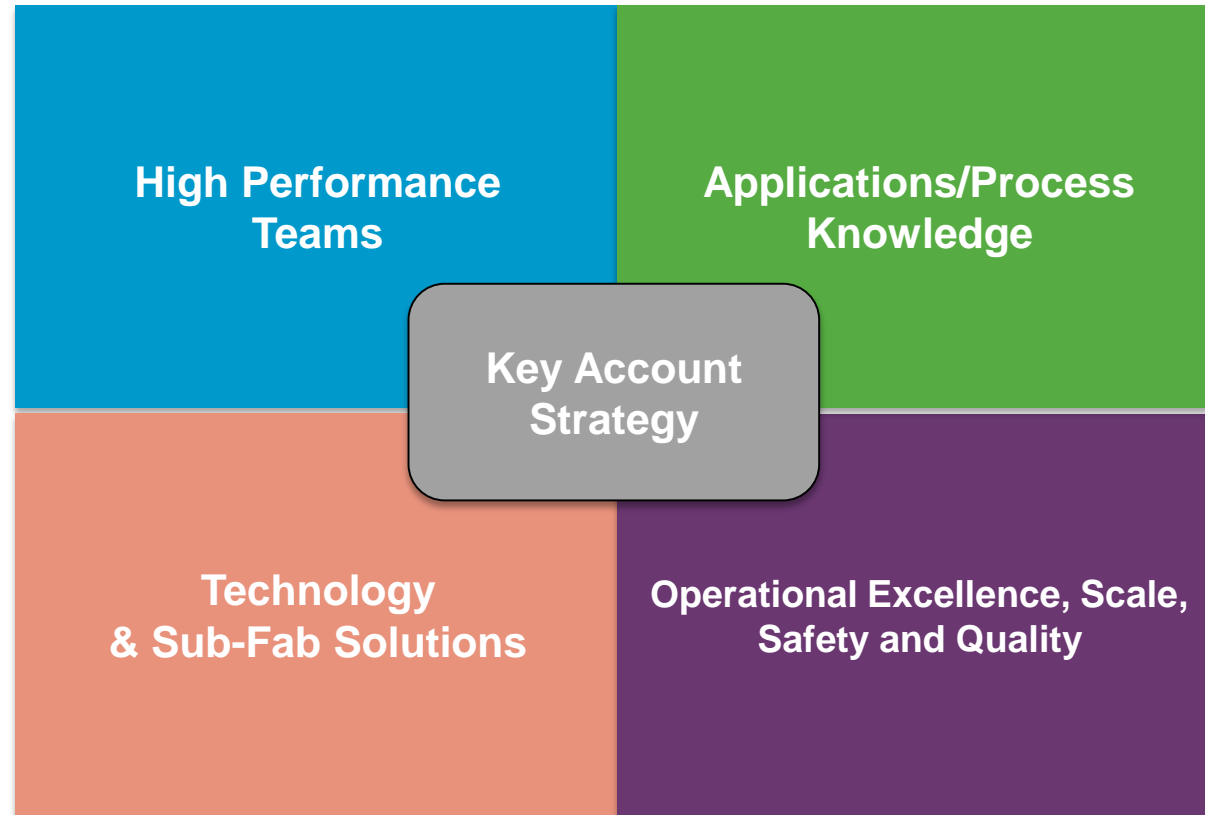 High Performance
Teams
Applications/Process
Knowledge
Key Account
Strategy
Technology
& Sub-Fab Solutions
Operational Excellence, Scale,
Safety and Quality